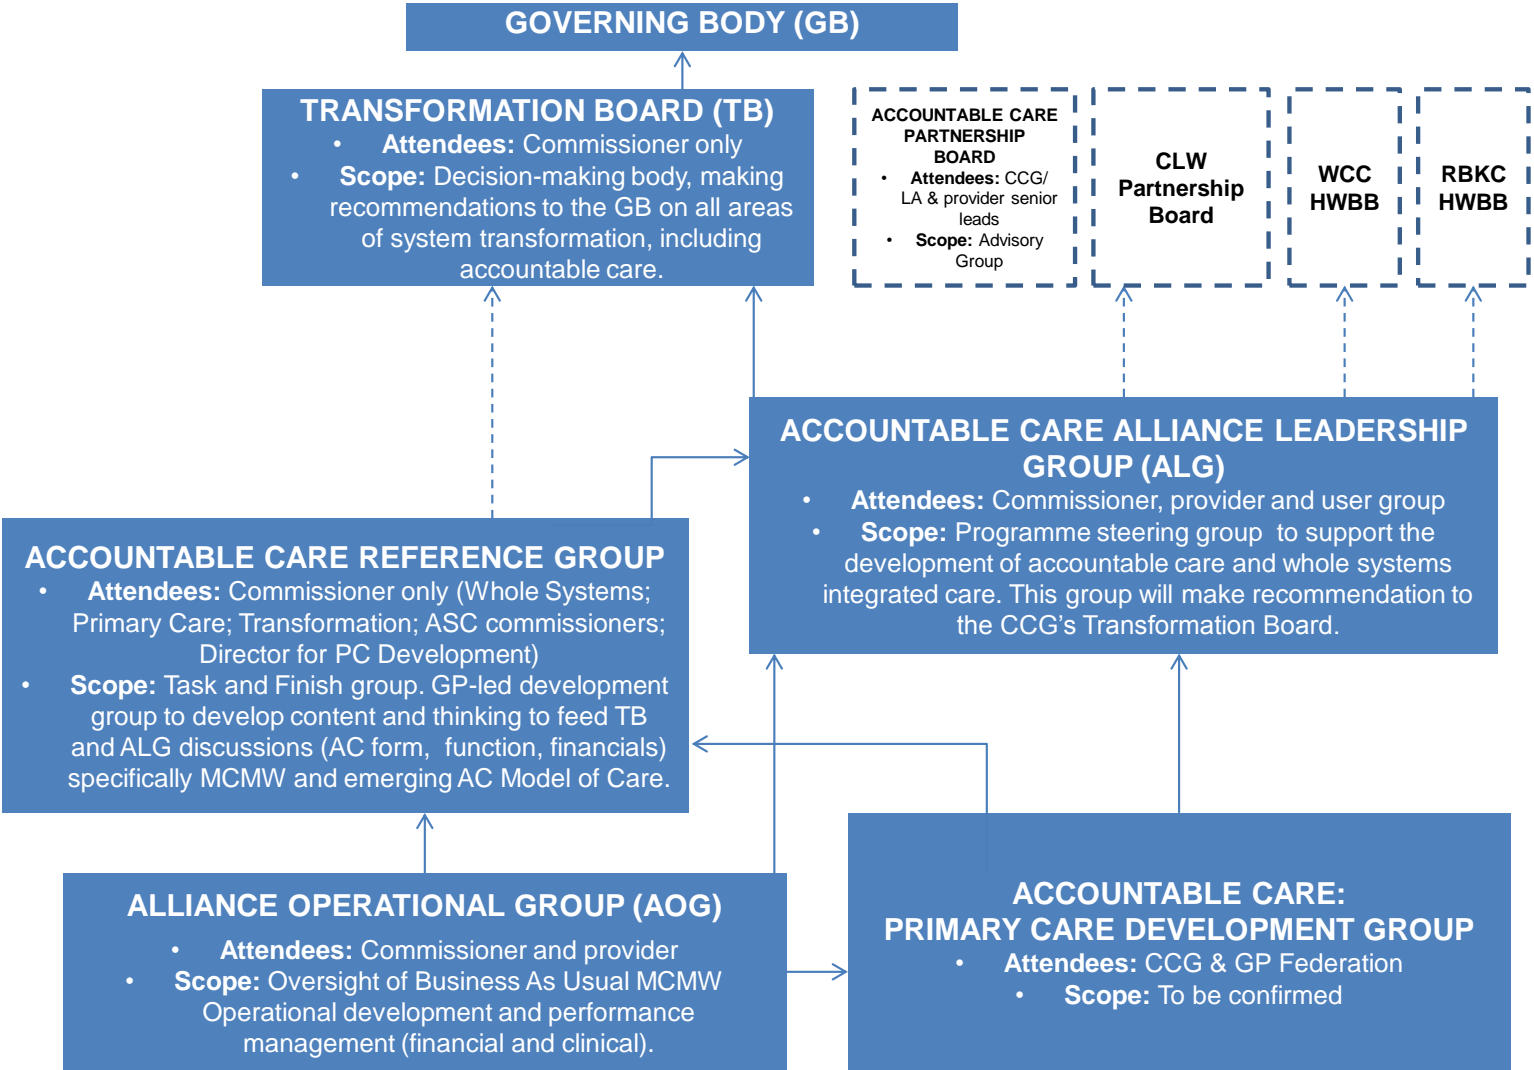 GOVERNING BODY (GB)
TRANSFORMATION BOARD (TB)
• Attendees: Commissioner only
• Scope: Decision-making body, making
recommendations to the GB on all areas
of system transformation, including
accountable care.
ACCOUNTABLE CARE
PARTNERSHIP
BOARD
• Attendees: CCG/
LA & provider senior
leads
• Scope: Advisory
Group
CLW
Partnership
Board
WCC
HWBB
RBKC
HWBB
ACCOUNTABLE CARE ALLIANCE LEADERSHIP
GROUP (ALG)
• Attendees: Commissioner, provider and user group
• Scope: Programme steering group to support the
development of accountable care and whole systems
integrated care. This group will make recommendation to
the CCG's Transformation Board.
ACCOUNTABLE CARE REFERENCE GROUP
• Attendees: Commissioner only (Whole Systems;
Primary Care; Transformation; ASC commissioners;
Director for PC Development)
• Scope: Task and Finish group. GP-led development
group to develop content and thinking to feed TB
and ALG discussions (AC form, function, financials)
specifically MCMW and emerging AC Model of Care.
ALLIANCE OPERATIONAL GROUP (AOG)
• Attendees: Commissioner and provider
• Scope: Oversight of Business As Usual MCMW
Operational development and performance
management (financial and clinical).
ACCOUNTABLE CARE:
PRIMARY CARE DEVELOPMENT GROUP
• Attendees: CCG & GP Federation
• Scope: To be confirmed